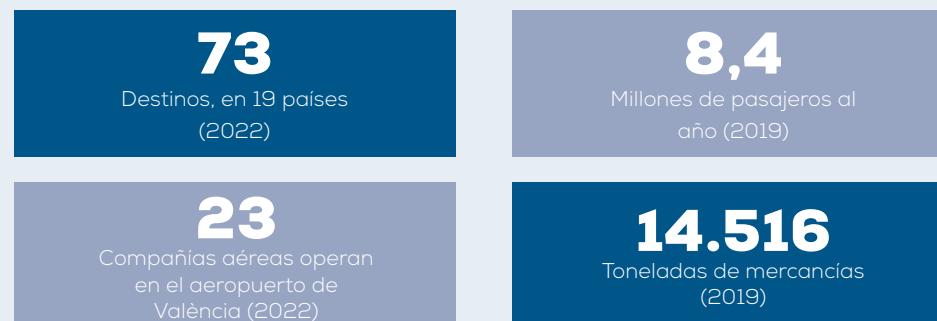 73
Destinos, en 19 países
(2022)
8,4
Millones de pasajeros al
año (2019)
23
Compañías aéreas operan
en el aeropuerto de
València (2022)
14.516
Toneladas de mercancías
(2019)